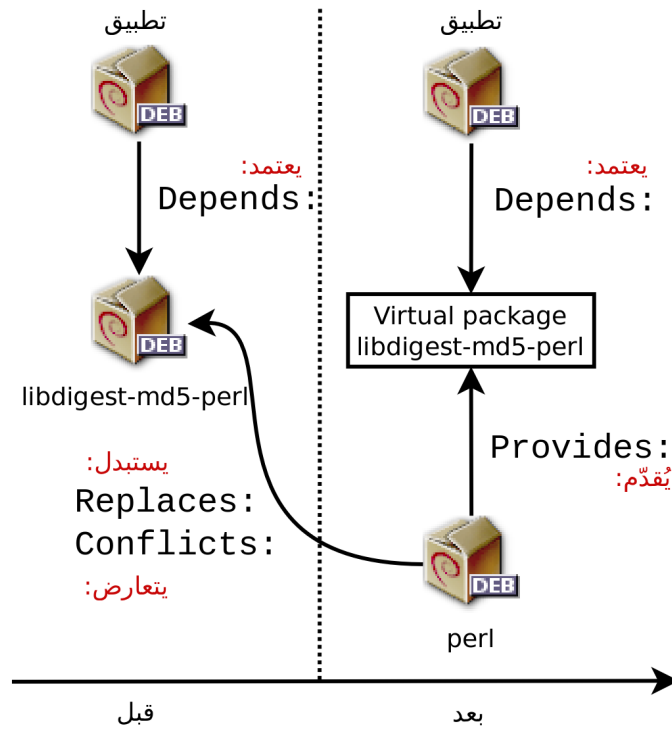 تطبيق
DEB
يعتمد:
Depends:
DEB
libdigest-md5-perl
يستبدل:
Replaces:
Conflicts:
يتعارض:
قبل
تطبيق
DEB
يعتمد:
Depends:
Virtual package
libdigest-md5-perl
Provides:
يُقدّم:
DEB
perl
بعد